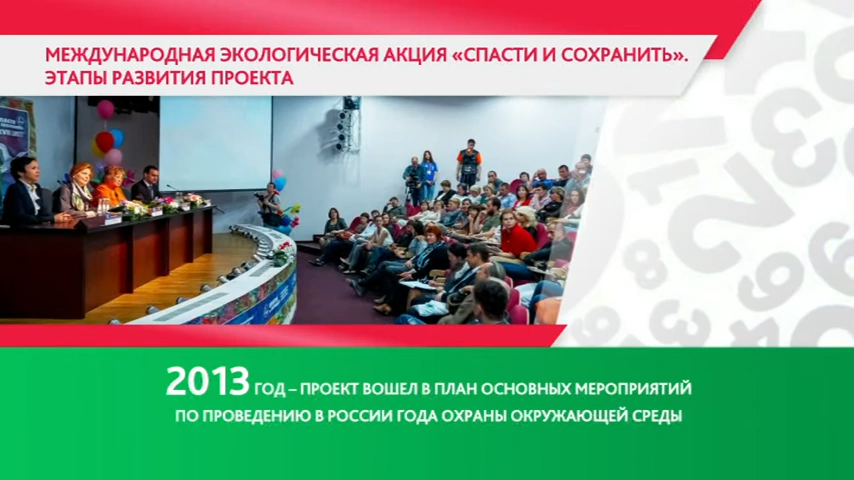 МЕЖДУНАРОДНАЯ ЭКОЛОГИЧЕСКАЯ АКЦИЯ «СПАСТИ И СОХРАНИТЬ».
ЭТАПЫ РАЗВИТИЯ ПРОЕКТА
2013 ГОД – ПРОЕКТ ВОШЕЛ В ПЛАН ОСНОВНЫХ МЕРОПРИЯТИЙ
ПО ПРОВЕДЕНИЮ В РОССИИ ГОДА ОХРАНЫ ОКРУЖАЮЩЕЙ СРЕДЫ